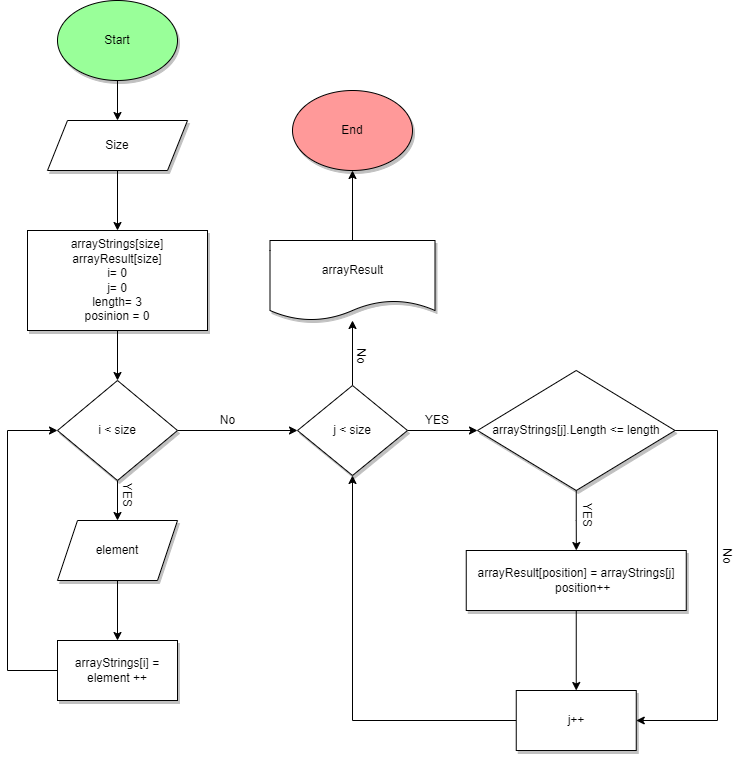 Start
Size
arrayStrings[size]
arrayResult[size]
i= 0
j= 0
length= 3
posinion = 0
i < size
YES
element
arrayStrings[i] =
element ++
No
j < size
No
arrayResult
End
YES
arrayStrings[j].Length <= length
YES
No
arrayResult[position] = arrayStrings[j]
position++
j++